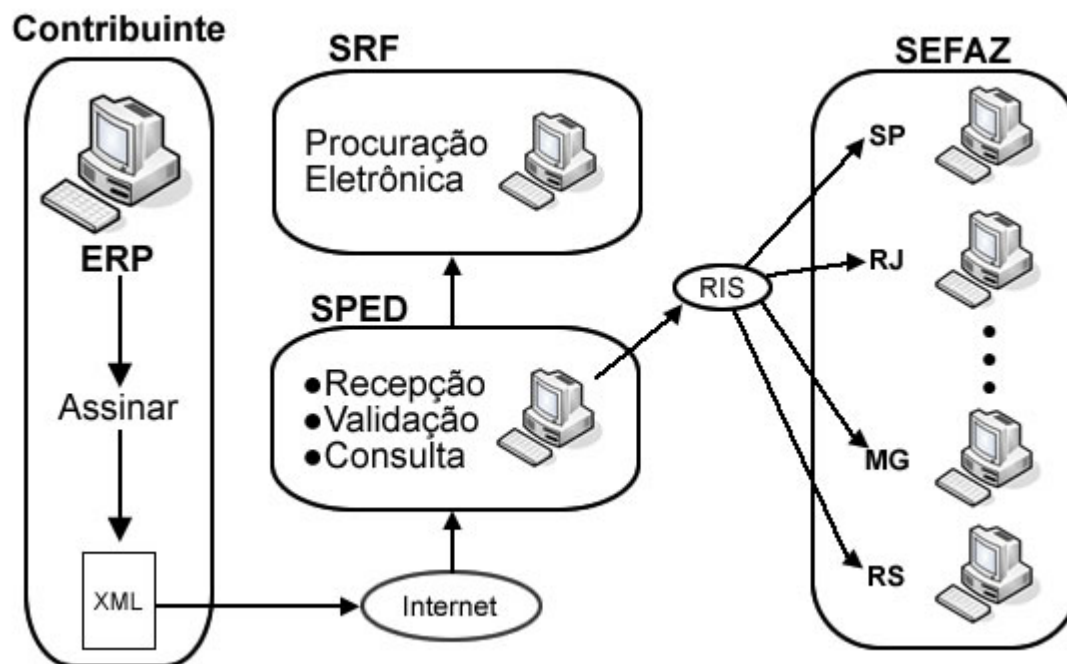 Contribuinte
ERP
Assinar
XML
SRF
Procuração
Eletrônica
SPED
●Recepção
●Validação
●Consulta
Internet
RIS
SEFAZ
SP
RJ
MG
RS